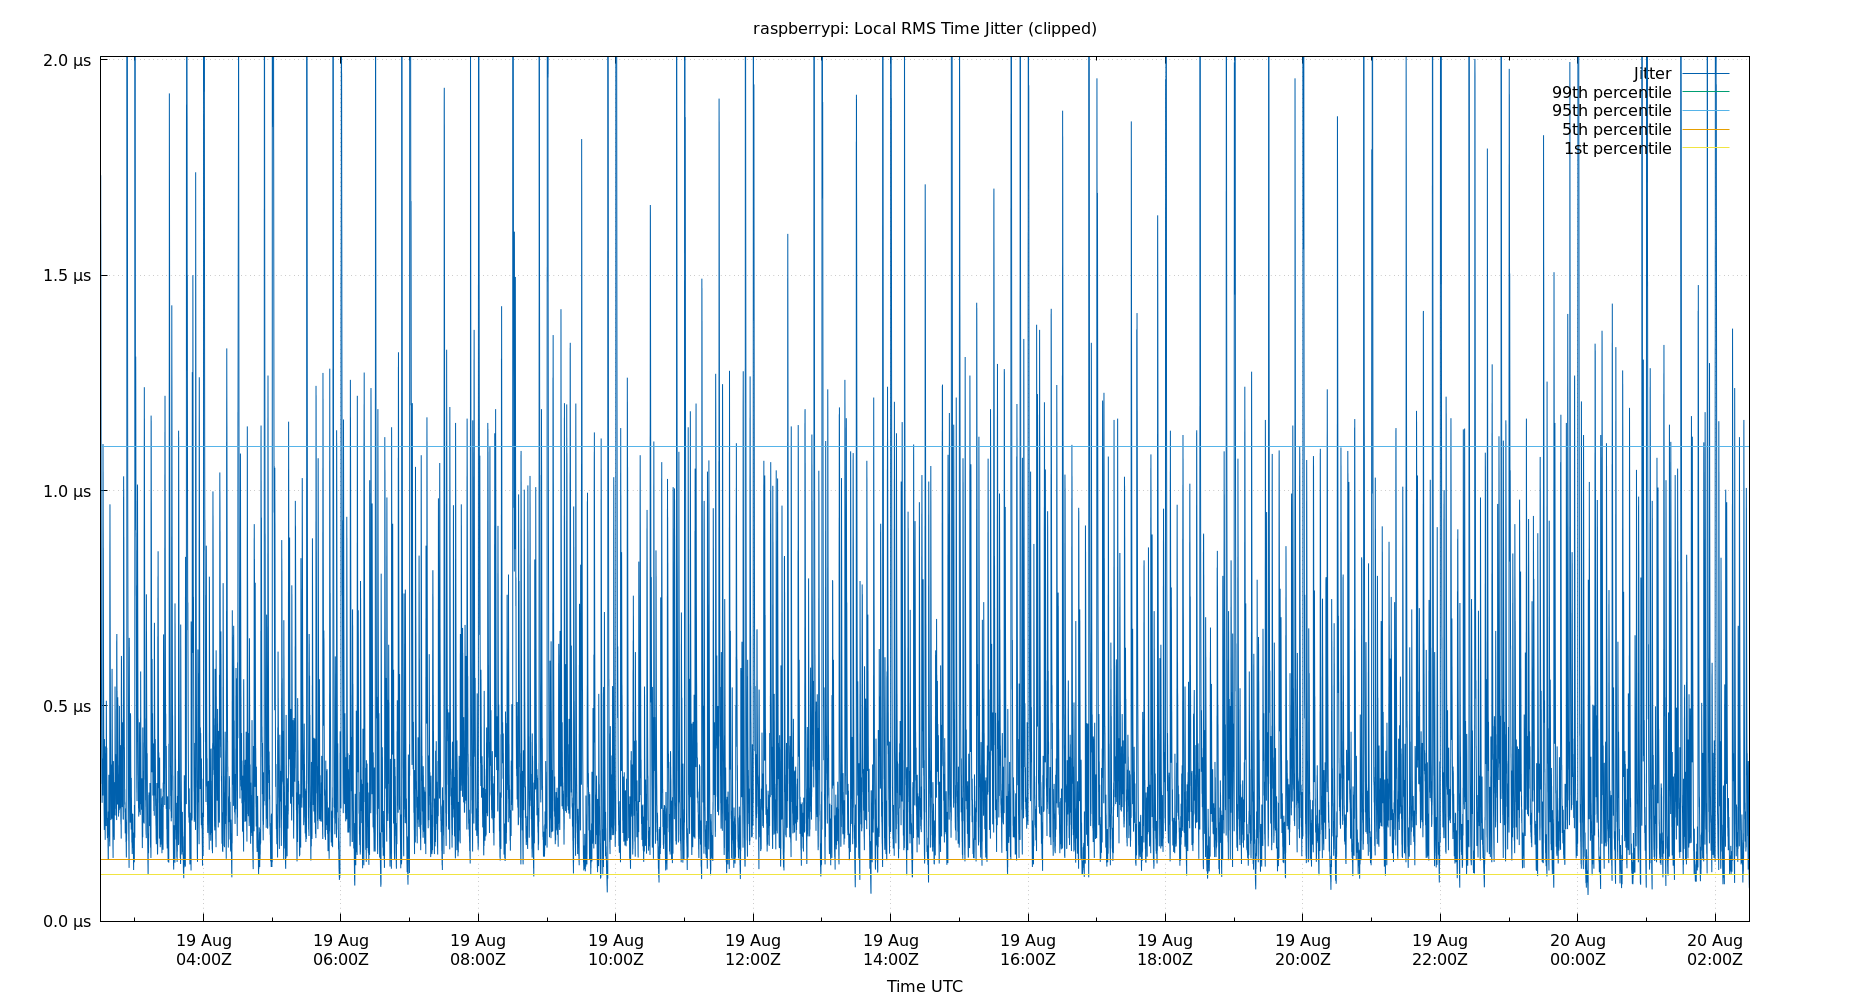 raspberrypi: Local RMS Time Jitter (clipped)
2.0 µs
1.5 µs
1.0 µs
0.5 µs
0.0 µs
Jitter
99th percentile
95th percentile
5th percentile
1st percentile
19 Aug 19 Aug 19 Aug 19 Aug 19 Aug 19 Aug 19 Aug 19 Aug 19 Aug 19 Aug 20 Aug 20 Aug
04:00Z 06:00Z 08:00Z 10:00Z 12:00Z 14:00Z 16:00Z 18:00Z 20:00Z 22:00Z 00:00Z 02:00Z
Time UTC